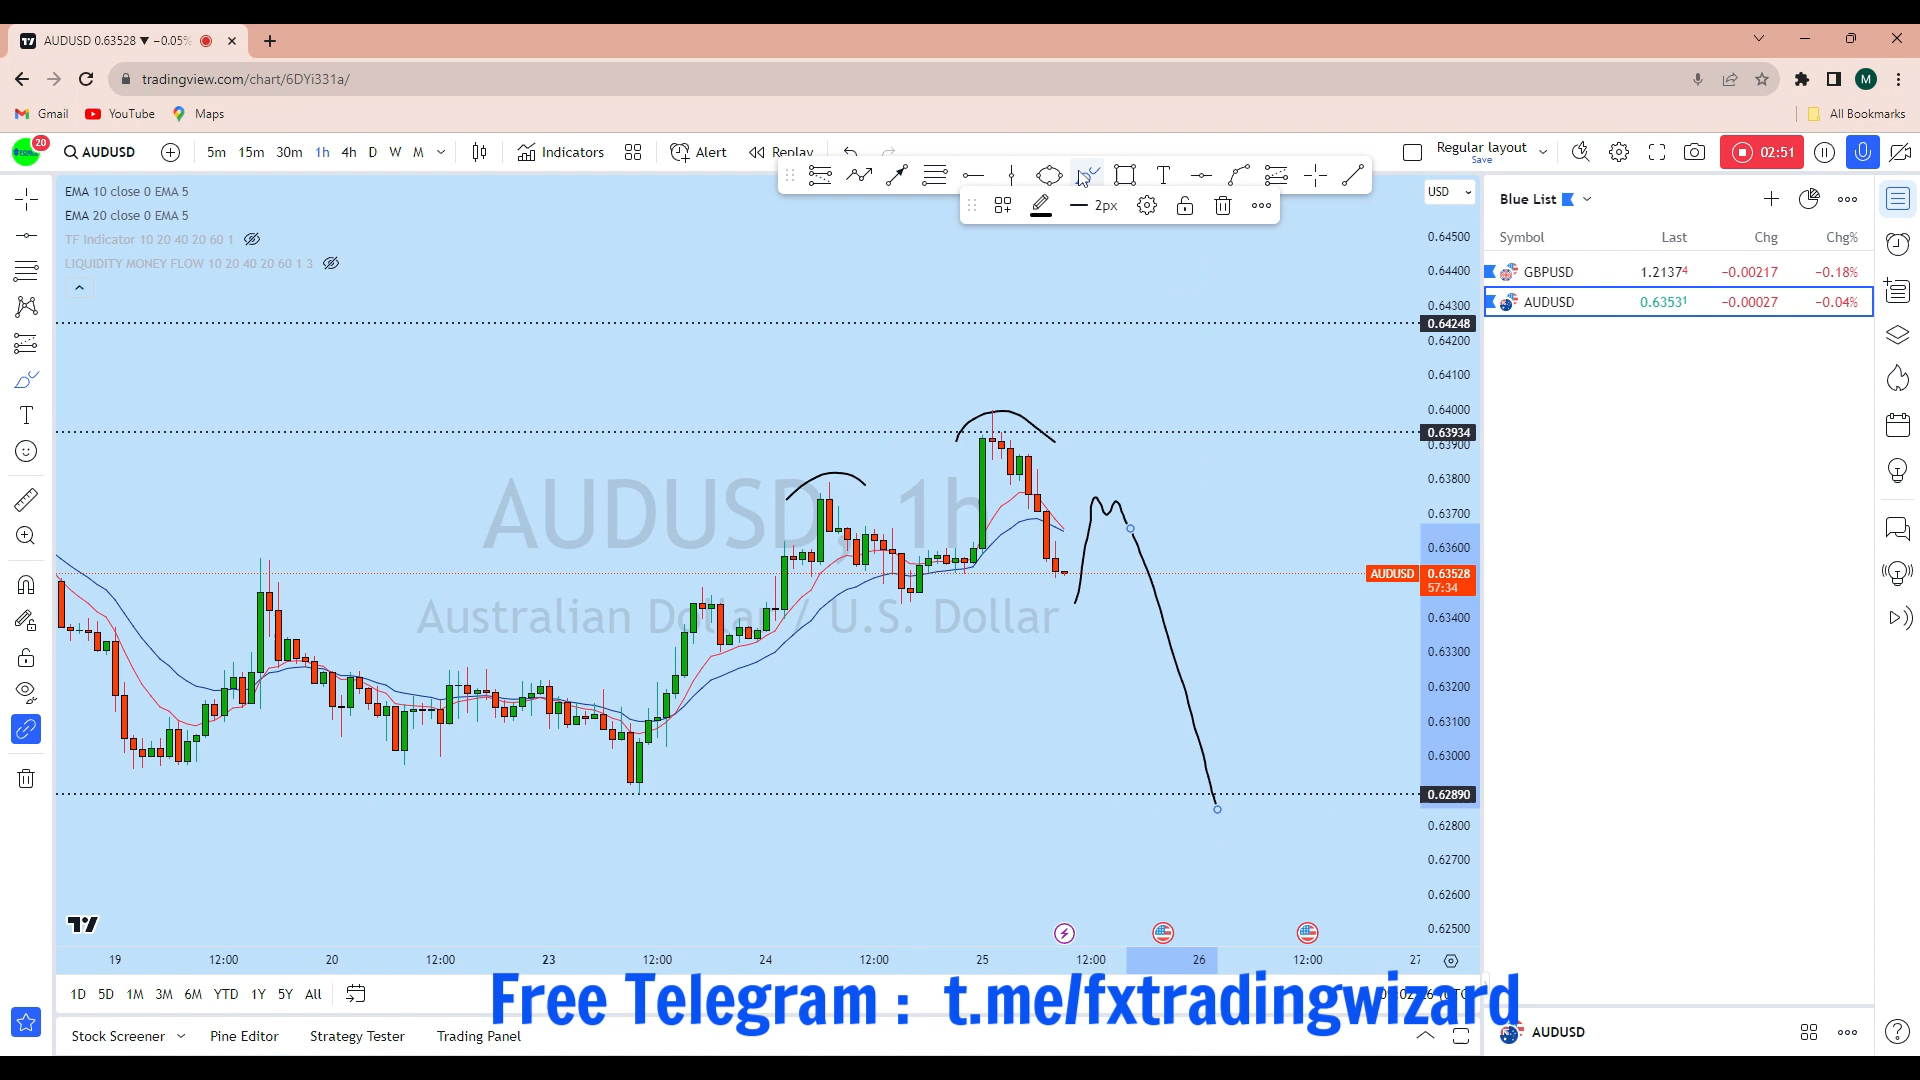 AUDUSD 0.63528 ▼ −0.05%
tradingview.com/chart/6DYi331a/
Gmail YouTube Maps All Bookmarks
20 AUDUSD 5m 15m 30m 1h 4h D W M Indicators Alert Replay Regular layout Save 02:51
2px
EMA 10 close 0 EMA 5
EMA 20 close 0 EMA 5
TF Indicator 10 20 40 20 60 1
LIQUIDITY MONEY FLOW 10 20 40 20 60 1 3
USD
0.64500
0.64400
0.64300
0.64248
0.64200
0.64100
0.64000
0.63934
0.63900
0.63800
0.63700
0.63600
AUDUSD 0.63528
57:34
0.63400
0.63300
0.63200
0.63100
0.63000
0.62890
0.62800
0.62700
0.62600
0.62500
AUDUSD, 1h
Australian Dollar / U.S. Dollar
19 12:00 20 12:00 23 12:00 24 12:00 25 12:00 26 12:00 27
1D 5D 1M 3M 6M YTD 1Y 5Y All
Free Telegram : t.me/fxtradingwizard
Stock Screener Pine Editor Strategy Tester Trading Panel
Blue List
Symbol Last Chg Chg%
GBPUSD 1.21374 −0.00217 −0.18%
AUDUSD 0.63531 −0.00027 −0.04%
AUDUSD
M